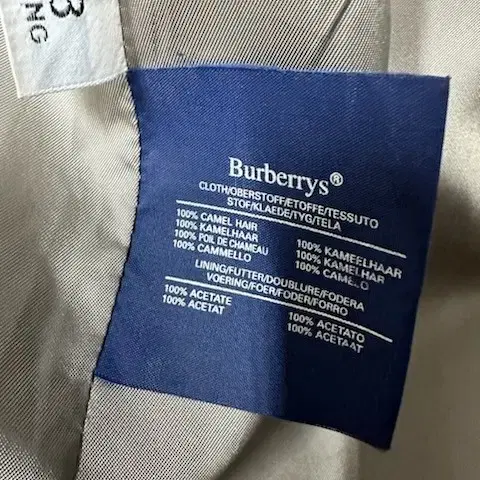 3
NG
Burberrys®
CLOTH/OBERSTOFF/ETOFFE/TESSUTO
STOF/KLAEDE/TYG/TELA
100% CAMEL HAIR
100% KAMELHAAR
100% POIL DE CHAMEAU
100% CAMMELLO
100% KAMEELHAAR
100% KAMELHAR
100% CAMELO
LINING/FUTTER/DOUBLURE/FODERA
VOERING/FOER/FODER/FORRO
100% ACETATE
100% ACETAT
100% ACETATO
100% ACETAAT